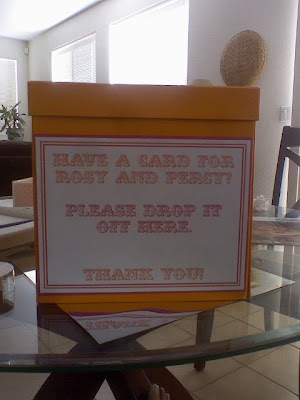 HAVE A CARD FOR
ROSY AND PERCY?
PLEASE DROP IT
OFF HERE.
THANK YOU!